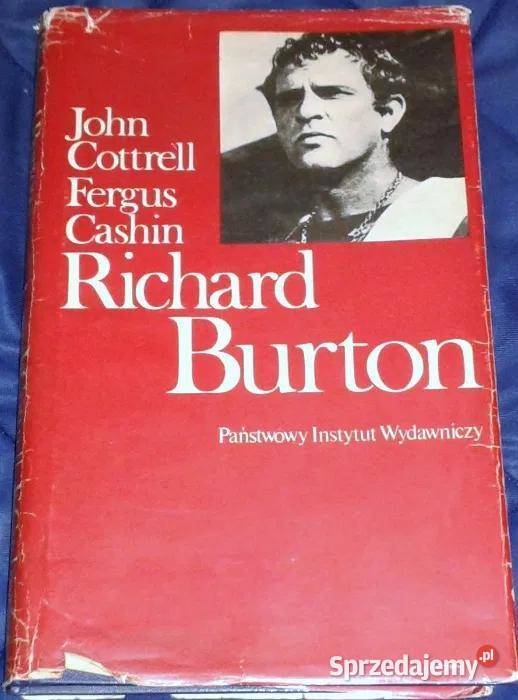 John
Cottrell
Fergus
Cashin
Richard
Burton
Państwowy Instytut Wydawniczy
Sprzedajemy.pl